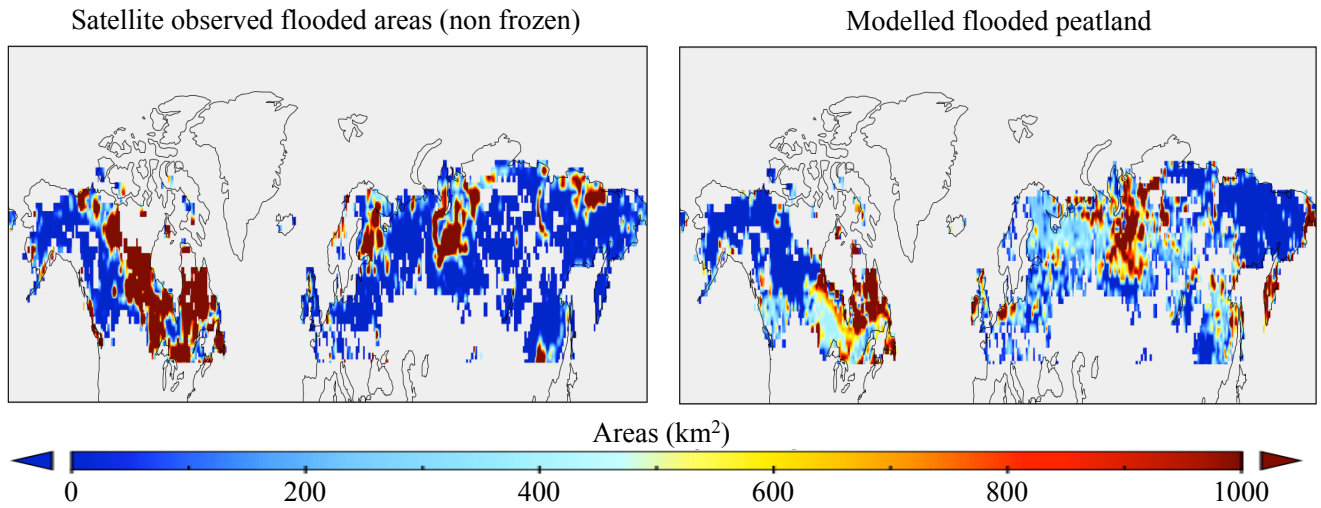 Satellite observed flooded areas (non frozen)
Modelled flooded peatland
Areas (km²)
0 200 400 600 800 1000